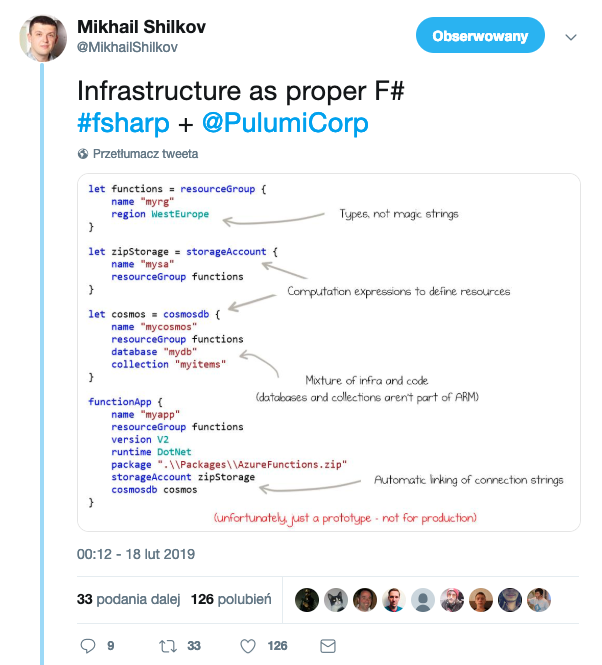 Mikhail Shilkov
@MikhailShilkov
Obserwowany
Infrastructure as proper F#
#fsharp + @PulumiCorp
Przetłumacz tweeta
let functions = resourceGroup {
    name "myrg"
    region WestEurope
}
Types, not magic strings
let zipStorage = storageAccount {
    name "mysa"
    resourceGroup functions
}
Computation expressions to define resources
let cosmos = cosmosdb {
    name "mycosmos"
    resourceGroup functions
    database "mydb"
    collection "myitems"
}
Mixture of infra and code
(databases and collections aren't part of ARM)
functionApp {
    name "myapp"
    resourceGroup functions
    version V2
    runtime DotNet
    package ".\\Packages\\AzureFunctions.zip"
    storageAccount zipStorage
    cosmosdb cosmos
}
Automatic linking of connection strings
(unfortunately, just a prototype - not for production)
00:12 - 18 lut 2019
33 podania dalej 126 polubień
9 33 126